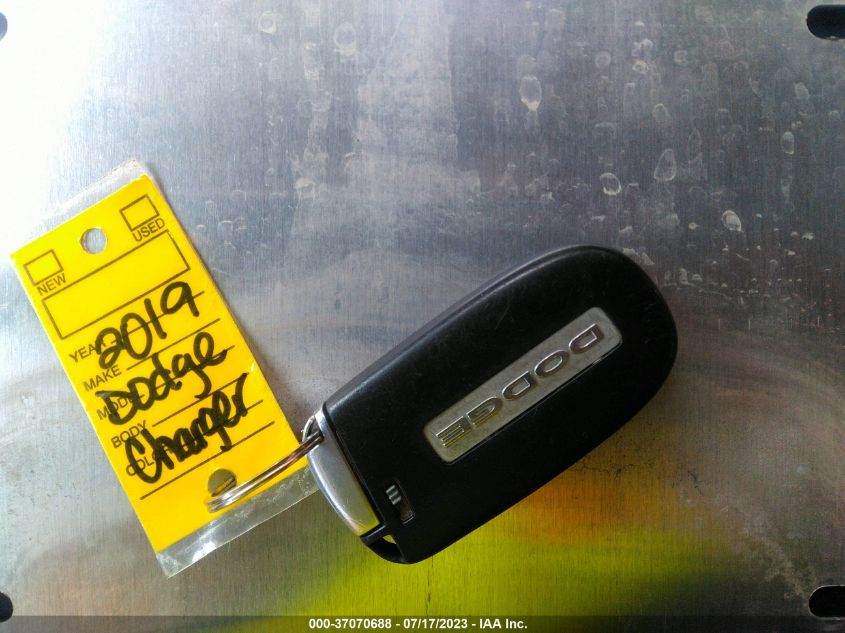 NEW USED
YEAR 2019
MAKE Dodge
MODEL Charger
BODY
COLOR
DODGE
000-37070688 - 07/17/2023 - IAA Inc.